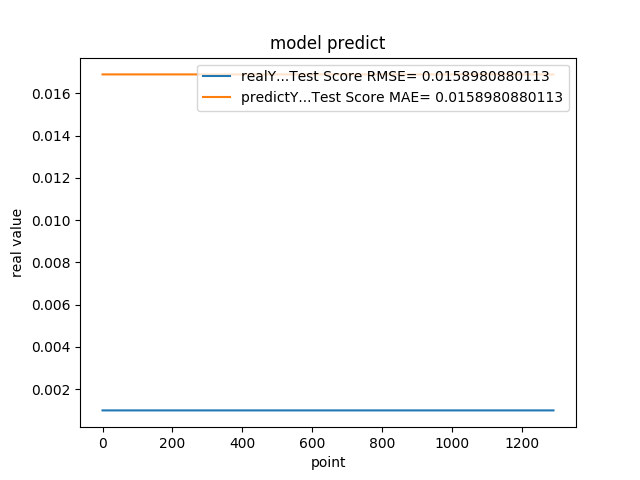 model predict
realY...Test Score RMSE= 0.0158980880113
predictY...Test Score MAE= 0.0158980880113
real value
0.016
0.014
0.012
0.010
0.008
0.006
0.004
0.002
0 200 400 600 800 1000 1200
point